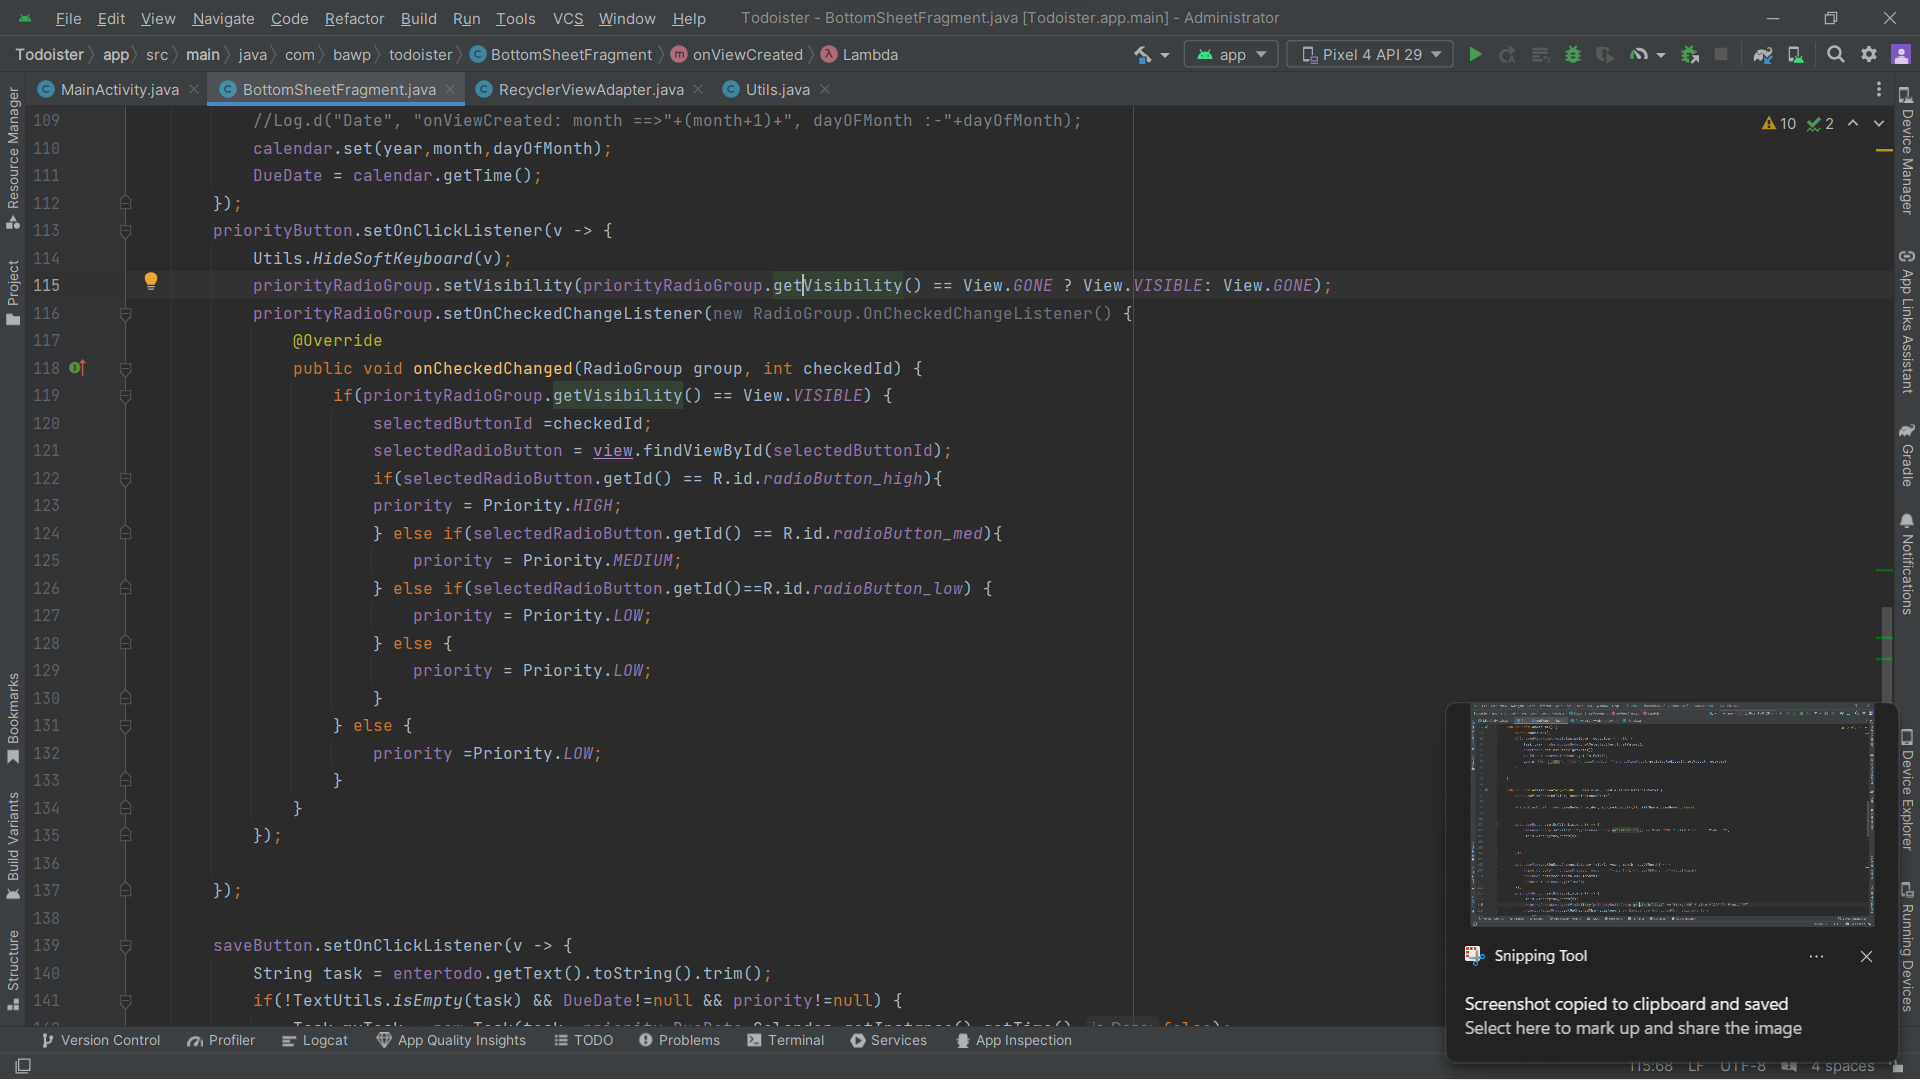 File Edit View Navigate Code Refactor Build Run Tools VCS Window Help Todoister - BottomSheetFragment.java [Todoister.app.main] - Administrator
Todoister app src main java com bawp todoister BottomSheetFragment onViewCreated Lambda app Pixel 4 API 29
MainActivity.java BottomSheetFragment.java RecyclerViewAdapter.java Utils.java
10 2
109 //Log.d("Date", "onViewCreated: month ==>"+(month+1)+", dayOFMonth :-"+dayOfMonth);
110 calendar.set(year,month,dayOfMonth);
111 DueDate = calendar.getTime();
112 });
113 priorityButton.setOnClickListener(v -> {
114 Utils.HideSoftKeyboard(v);
115 priorityRadioGroup.setVisibility(priorityRadioGroup.getVisibility() == View.GONE ? View.VISIBLE: View.GONE);
116 priorityRadioGroup.setOnCheckedChangeListener(new RadioGroup.OnCheckedChangeListener() {
117 @Override
118 public void onCheckedChanged(RadioGroup group, int checkedId) {
119 if(priorityRadioGroup.getVisibility() == View.VISIBLE) {
120 selectedButtonId =checkedId;
121 selectedRadioButton = view.findViewById(selectedButtonId);
122 if(selectedRadioButton.getId() == R.id.radioButton_high){
123 priority = Priority.HIGH;
124 } else if(selectedRadioButton.getId() == R.id.radioButton_med){
125 priority = Priority.MEDIUM;
126 } else if(selectedRadioButton.getId()==R.id.radioButton_low) {
127 priority = Priority.LOW;
128 } else {
129 priority = Priority.LOW;
130 }
131 } else {
132 priority =Priority.LOW;
133 }
134 }
135 });
136
137 });
138
139 saveButton.setOnClickListener(v -> {
140 String task = entertodo.getText().toString().trim();
141 if(!TextUtils.isEmpty(task) && DueDate!=null && priority!=null) {
Resource Manager
Project
Bookmarks
Build Variants
Structure
Device Manager
App Links Assistant
Gradle
Notifications
Device Explorer
Running Devices
Snipping Tool
Screenshot copied to clipboard and saved
Select here to mark up and share the image
Version Control Profiler Logcat App Quality Insights TODO Problems Terminal Services App Inspection
115:68 LF UTF-8 4 spaces